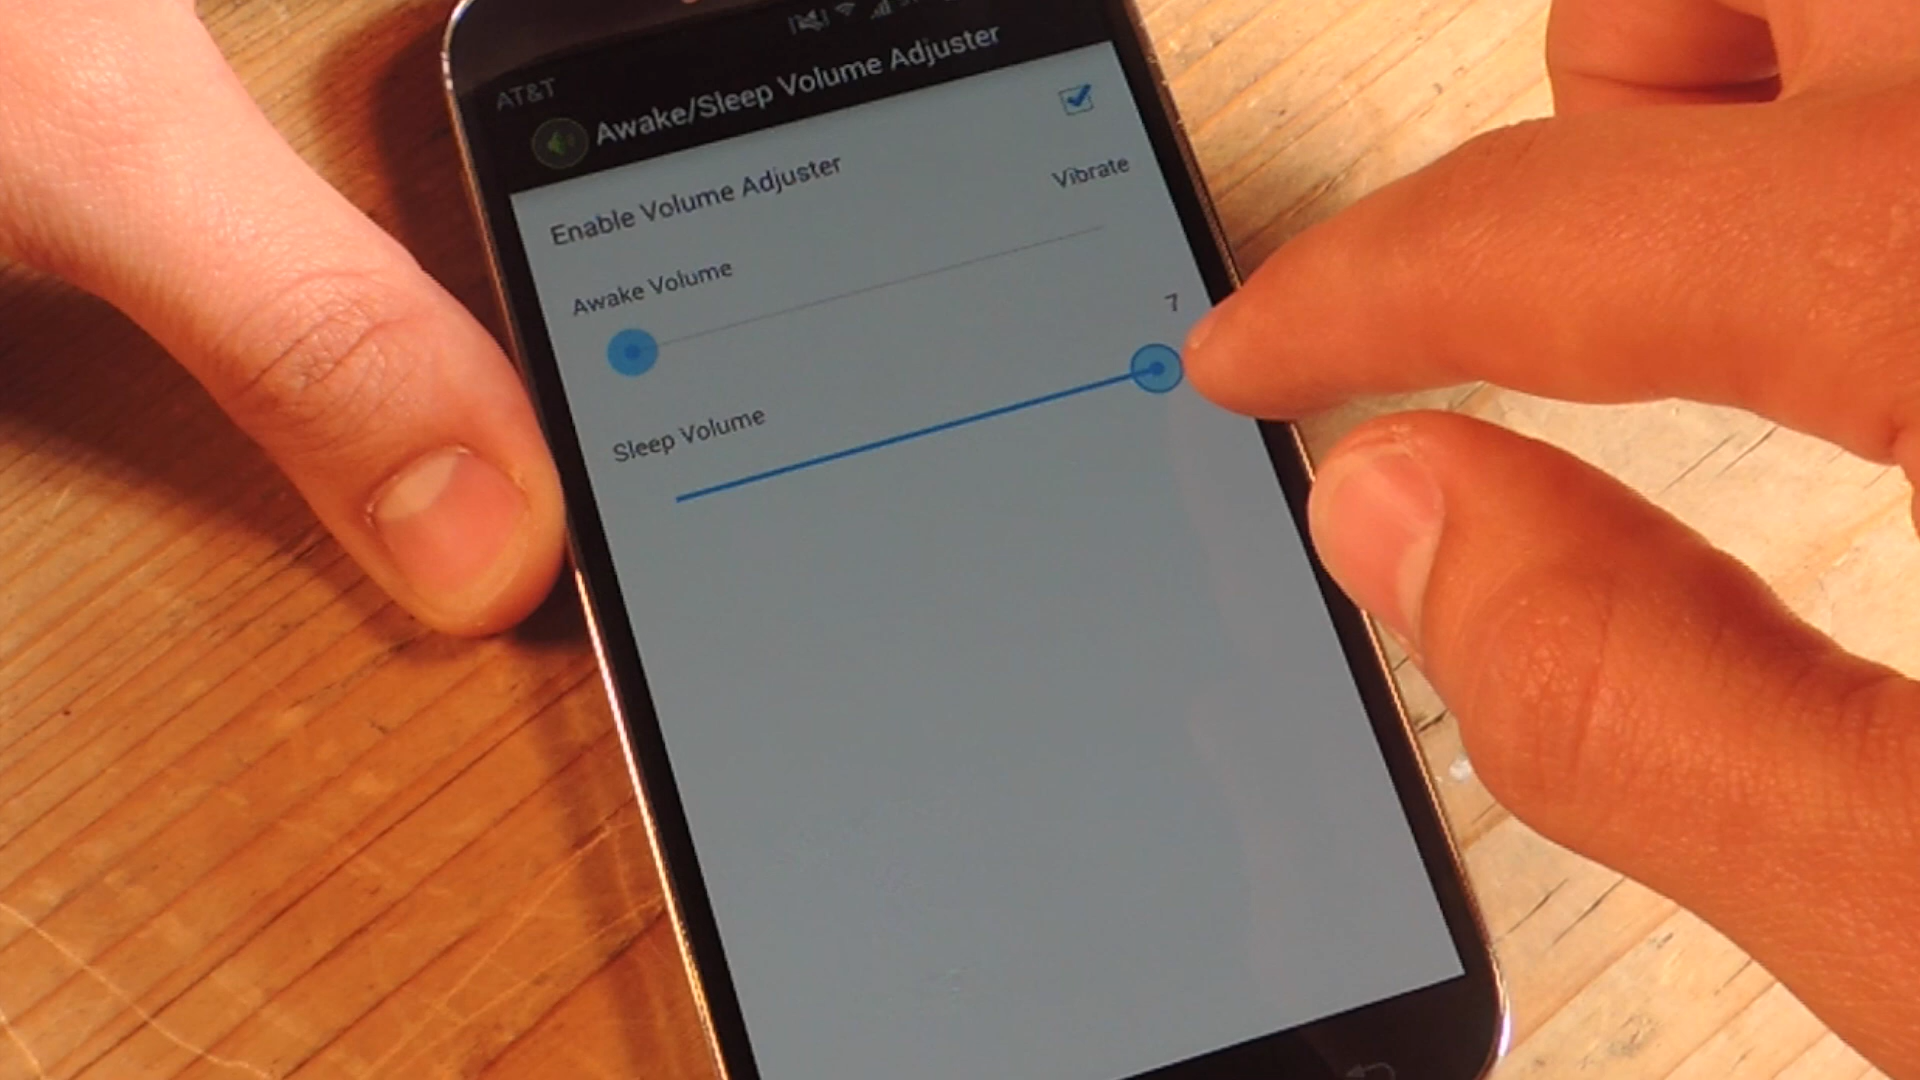 AT&T
Awake/Sleep Volume Adjuster
Enable Volume Adjuster
Awake Volume Vibrate
Sleep Volume 7